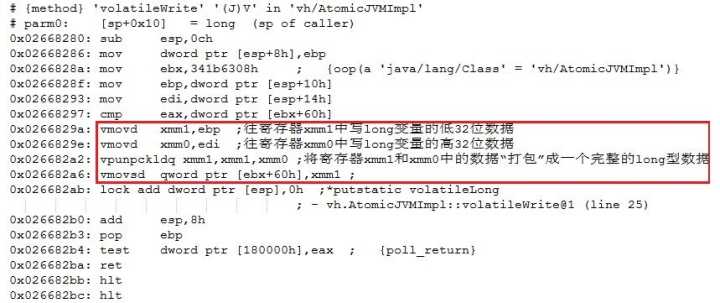 # {method} 'volatileWrite' '(J)V' in 'vh/AtomicJVMImpl'
# parm0: [sp+0x10] = long (sp of caller)
0x02668280: sub esp,0ch
0x02668286: mov dword ptr [esp+8h],ebp
0x0266828a: mov ebx,341b6308h ; {oop(a 'java/lang/Class' = 'vh/AtomicJVMImpl')}
0x0266828f: mov ebp,dword ptr [esp+10h]
0x02668293: mov edi,dword ptr [esp+14h]
0x02668297: cmp eax,dword ptr [ebx+60h]
0x0266829a: vmovd xmm1,ebp ;往寄存器xmm1中写long变量的低32位数据
0x0266829e: vmovd xmm0,edi ;往寄存器xmm0中写long变量的高32位数据
0x026682a2: vpunpckldq xmm1,xmm1,xmm0 ;将寄存器xmm1和xmm0中的数据“打包”成一个完整的long型数据
0x026682a6: vmovsd qword ptr [ebx+60h],xmm1 ;
0x026682ab: lock add dword ptr [esp],0h ;*putstatic volatileLong
; - vh.AtomicJVMImpl::volatileWrite@1 (line 25)
0x026682b0: add esp,8h
0x026682b3: pop ebp
0x026682b4: test dword ptr [180000h],eax ; {poll_return}
0x026682ba: ret
0x026682bb: hlt
0x026682bc: hlt